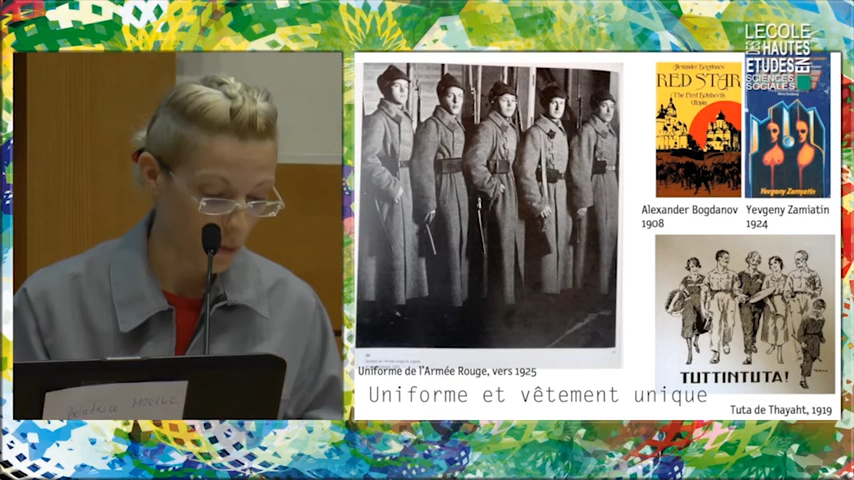 L'ECOLE
DES HAUTES
ETUDES EN
SCIENCES
SOCIALES
Alexander Bogdanov
RED STAR
The First Bolshevik
Utopia
Yevgeny Zamyatin
Alexander Bogdanov
1908
Yevgeny Zamiatin
1924
TUTTINTUTA!
Uniforme de l'Armée Rouge, vers 1925
Uniforme et vêtement unique
Tuta de Thayaht, 1919